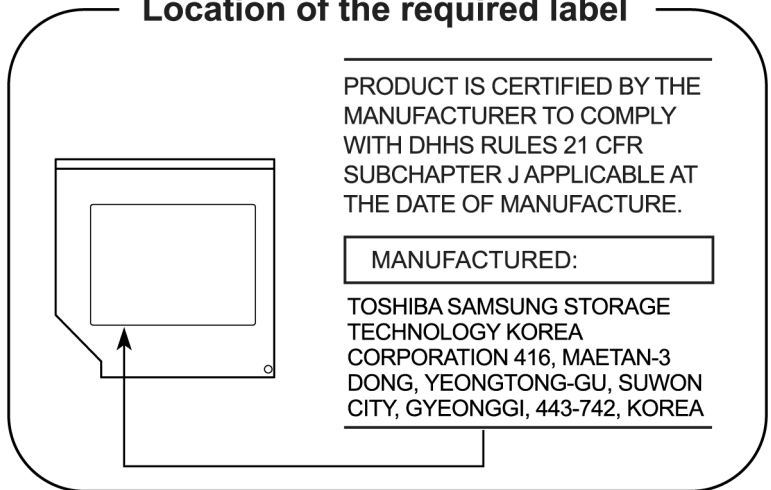 Location of the required label
PRODUCT IS CERTIFIED BY THE
MANUFACTURER TO COMPLY
WITH DHHS RULES 21 CFR
SUBCHAPTER J APPLICABLE AT
THE DATE OF MANUFACTURE.
MANUFACTURED:
TOSHIBA SAMSUNG STORAGE
TECHNOLOGY KOREA
CORPORATION 416, MAETAN-3
DONG, YEONGTONG-GU, SUWON
CITY, GYEONGGI, 443-742, KOREA